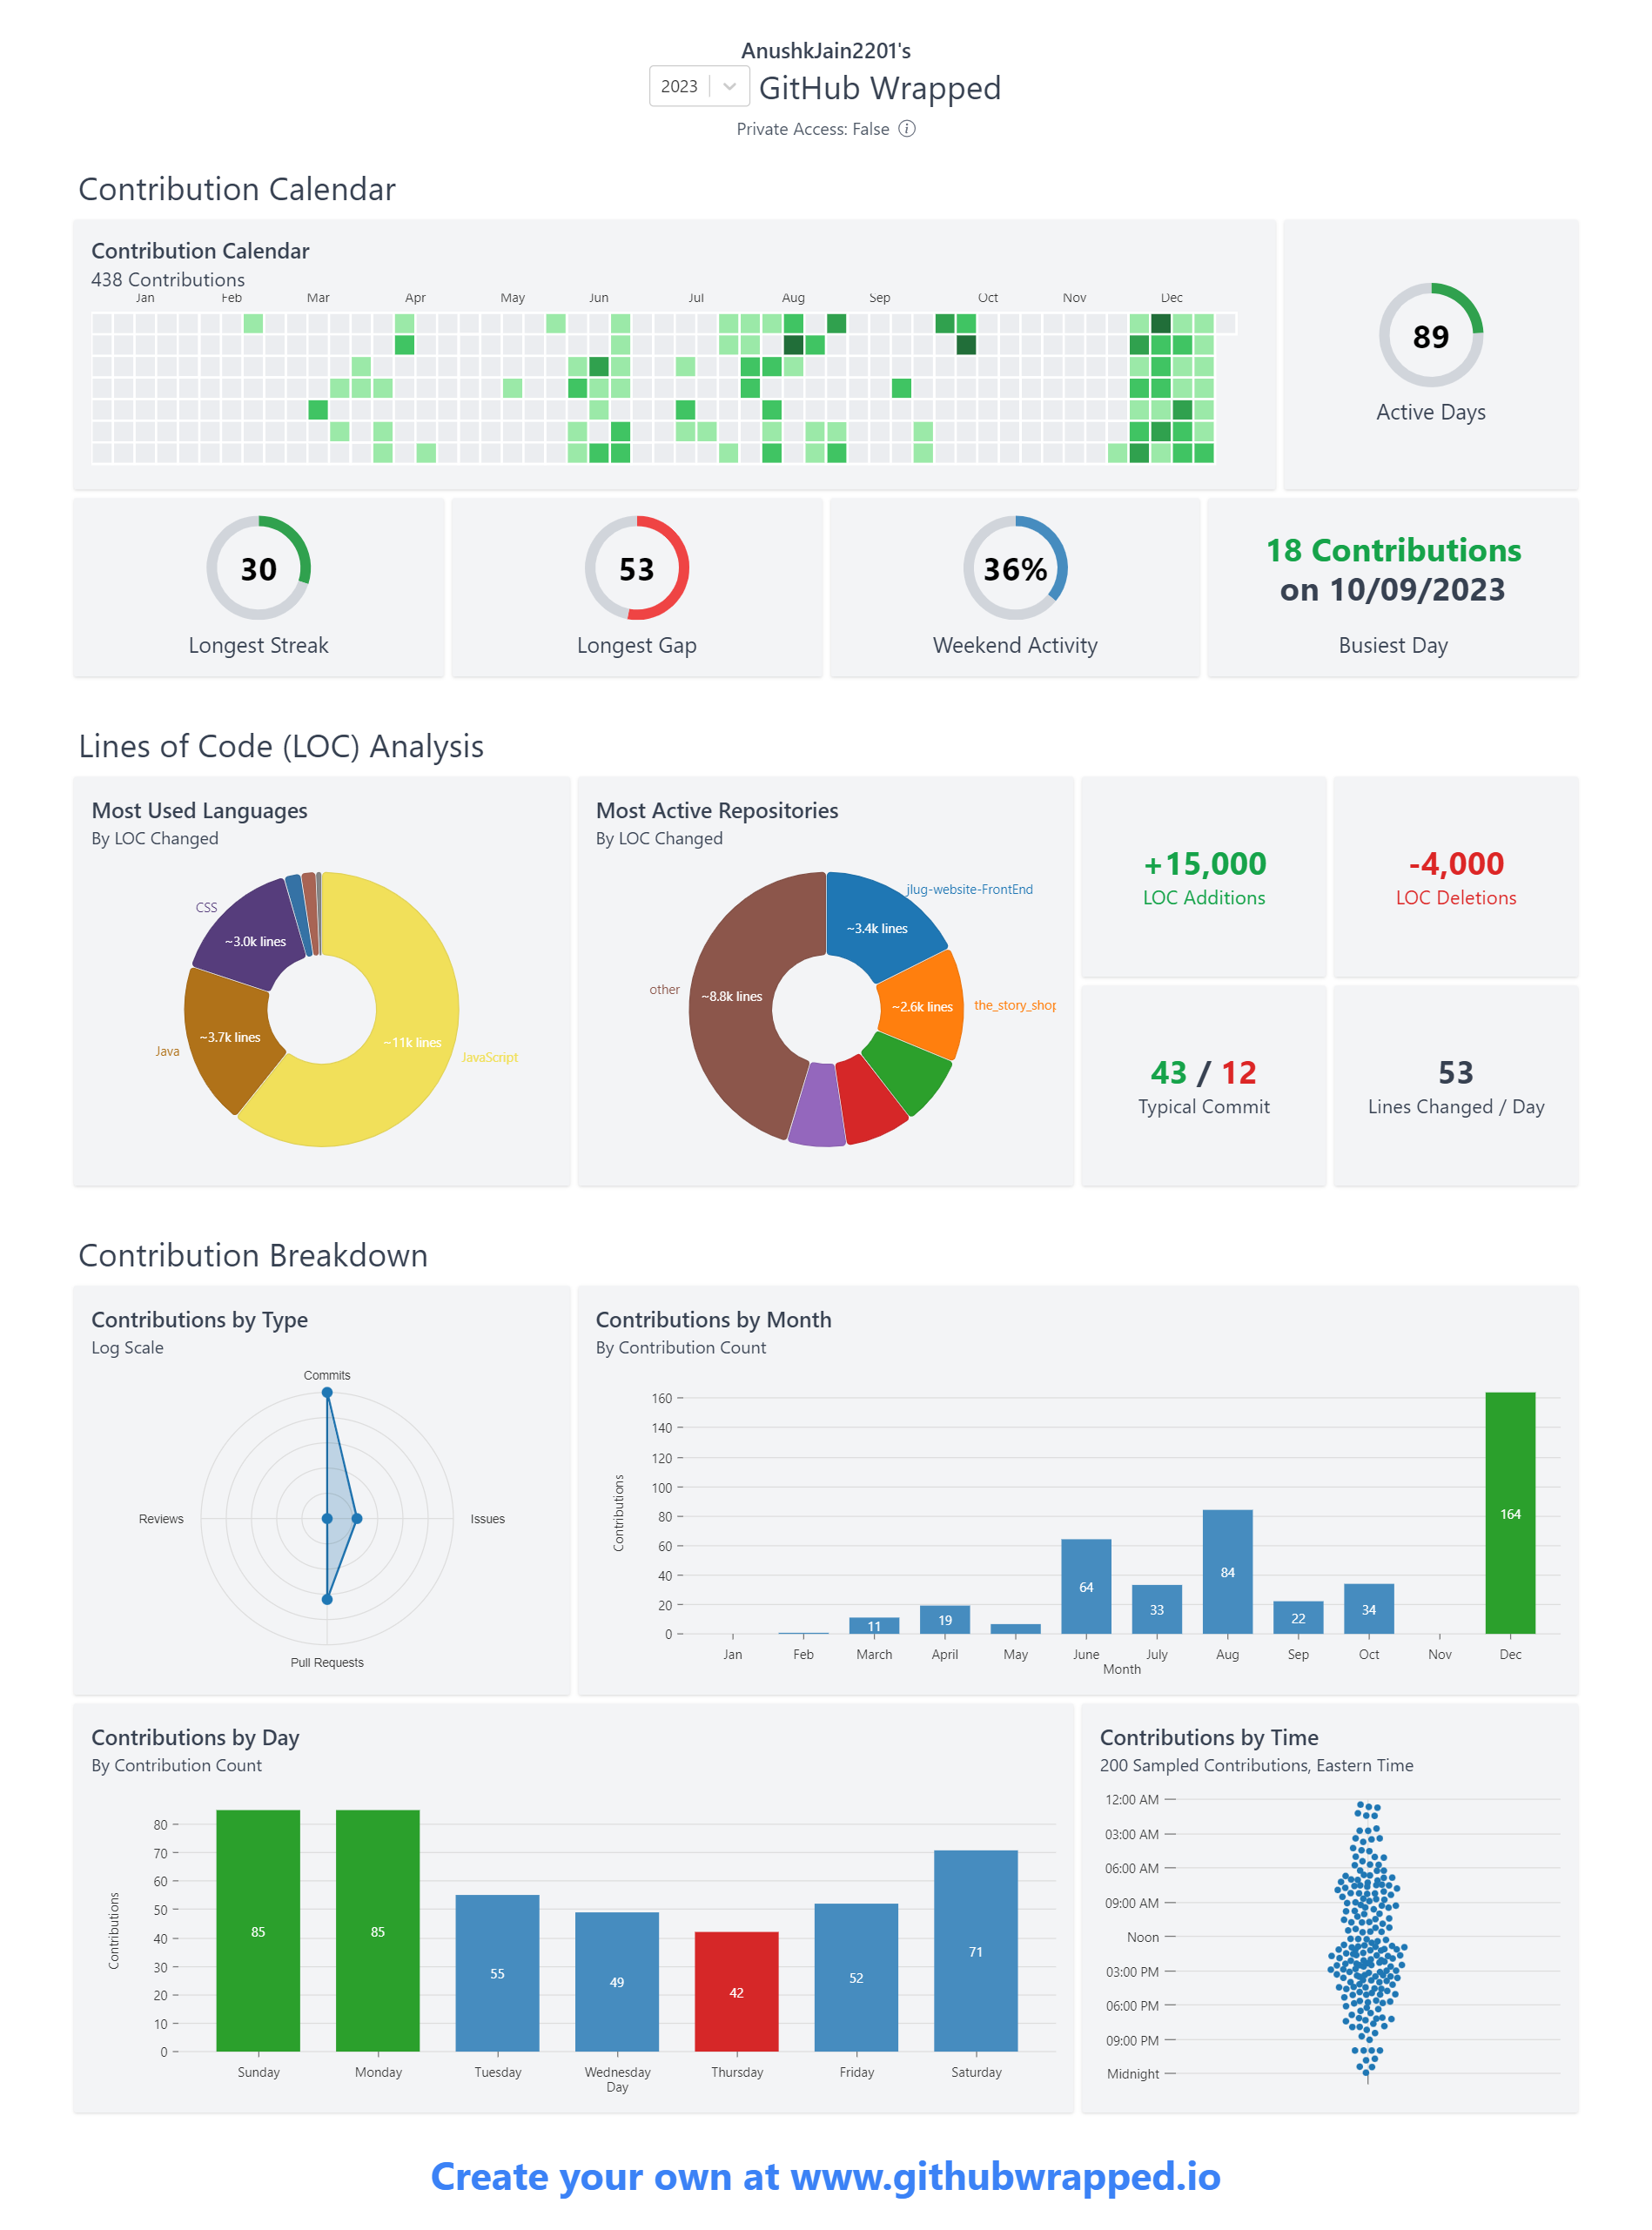 AnushkJain2201's
2023 GitHub Wrapped
Private Access: False
Contribution Calendar
Contribution Calendar
438 Contributions
Jan Feb Mar Apr May Jun Jul Aug Sep Oct Nov Dec
89
Active Days
30
Longest Streak
53
Longest Gap
36%
Weekend Activity
18 Contributions
on 10/09/2023
Busiest Day
Lines of Code (LOC) Analysis
Most Used Languages
By LOC Changed
CSS
~3.0k lines
~3.7k lines
Java
~11k lines
JavaScript
Most Active Repositories
By LOC Changed
jlug-website-FrontEnd
~3.4k lines
other
~8.8k lines
~2.6k lines
the_story_shop
+15,000
LOC Additions
-4,000
LOC Deletions
43 / 12
Typical Commit
53
Lines Changed / Day
Contribution Breakdown
Contributions by Type
Log Scale
Commits
Reviews
Issues
Pull Requests
Contributions by Month
By Contribution Count
160
140
120
100
80
60
40
20
0
Contributions
11
19
64
33
84
22
34
164
Jan Feb March April May June July Aug Sep Oct Nov Dec
Month
Contributions by Day
By Contribution Count
80
70
60
50
40
30
20
10
0
Contributions
85
85
55
49
42
52
71
Sunday Monday Tuesday Wednesday Thursday Friday Saturday
Day
Contributions by Time
200 Sampled Contributions, Eastern Time
12:00 AM
03:00 AM
06:00 AM
09:00 AM
Noon
03:00 PM
06:00 PM
09:00 PM
Midnight
Create your own at www.githubwrapped.io